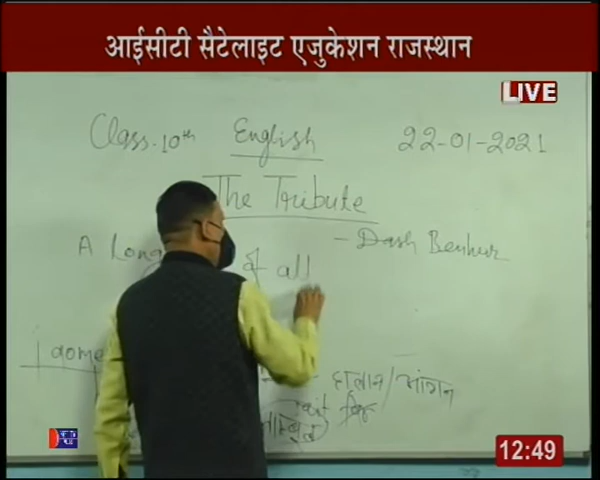 आईसीटी सैटेलाइट एजुकेशन राजस्थान
LIVE
Class-10th English 22-01-2021
The Tribute
- Dash Benhur
A Long of all
दालान/आंगन
12:49